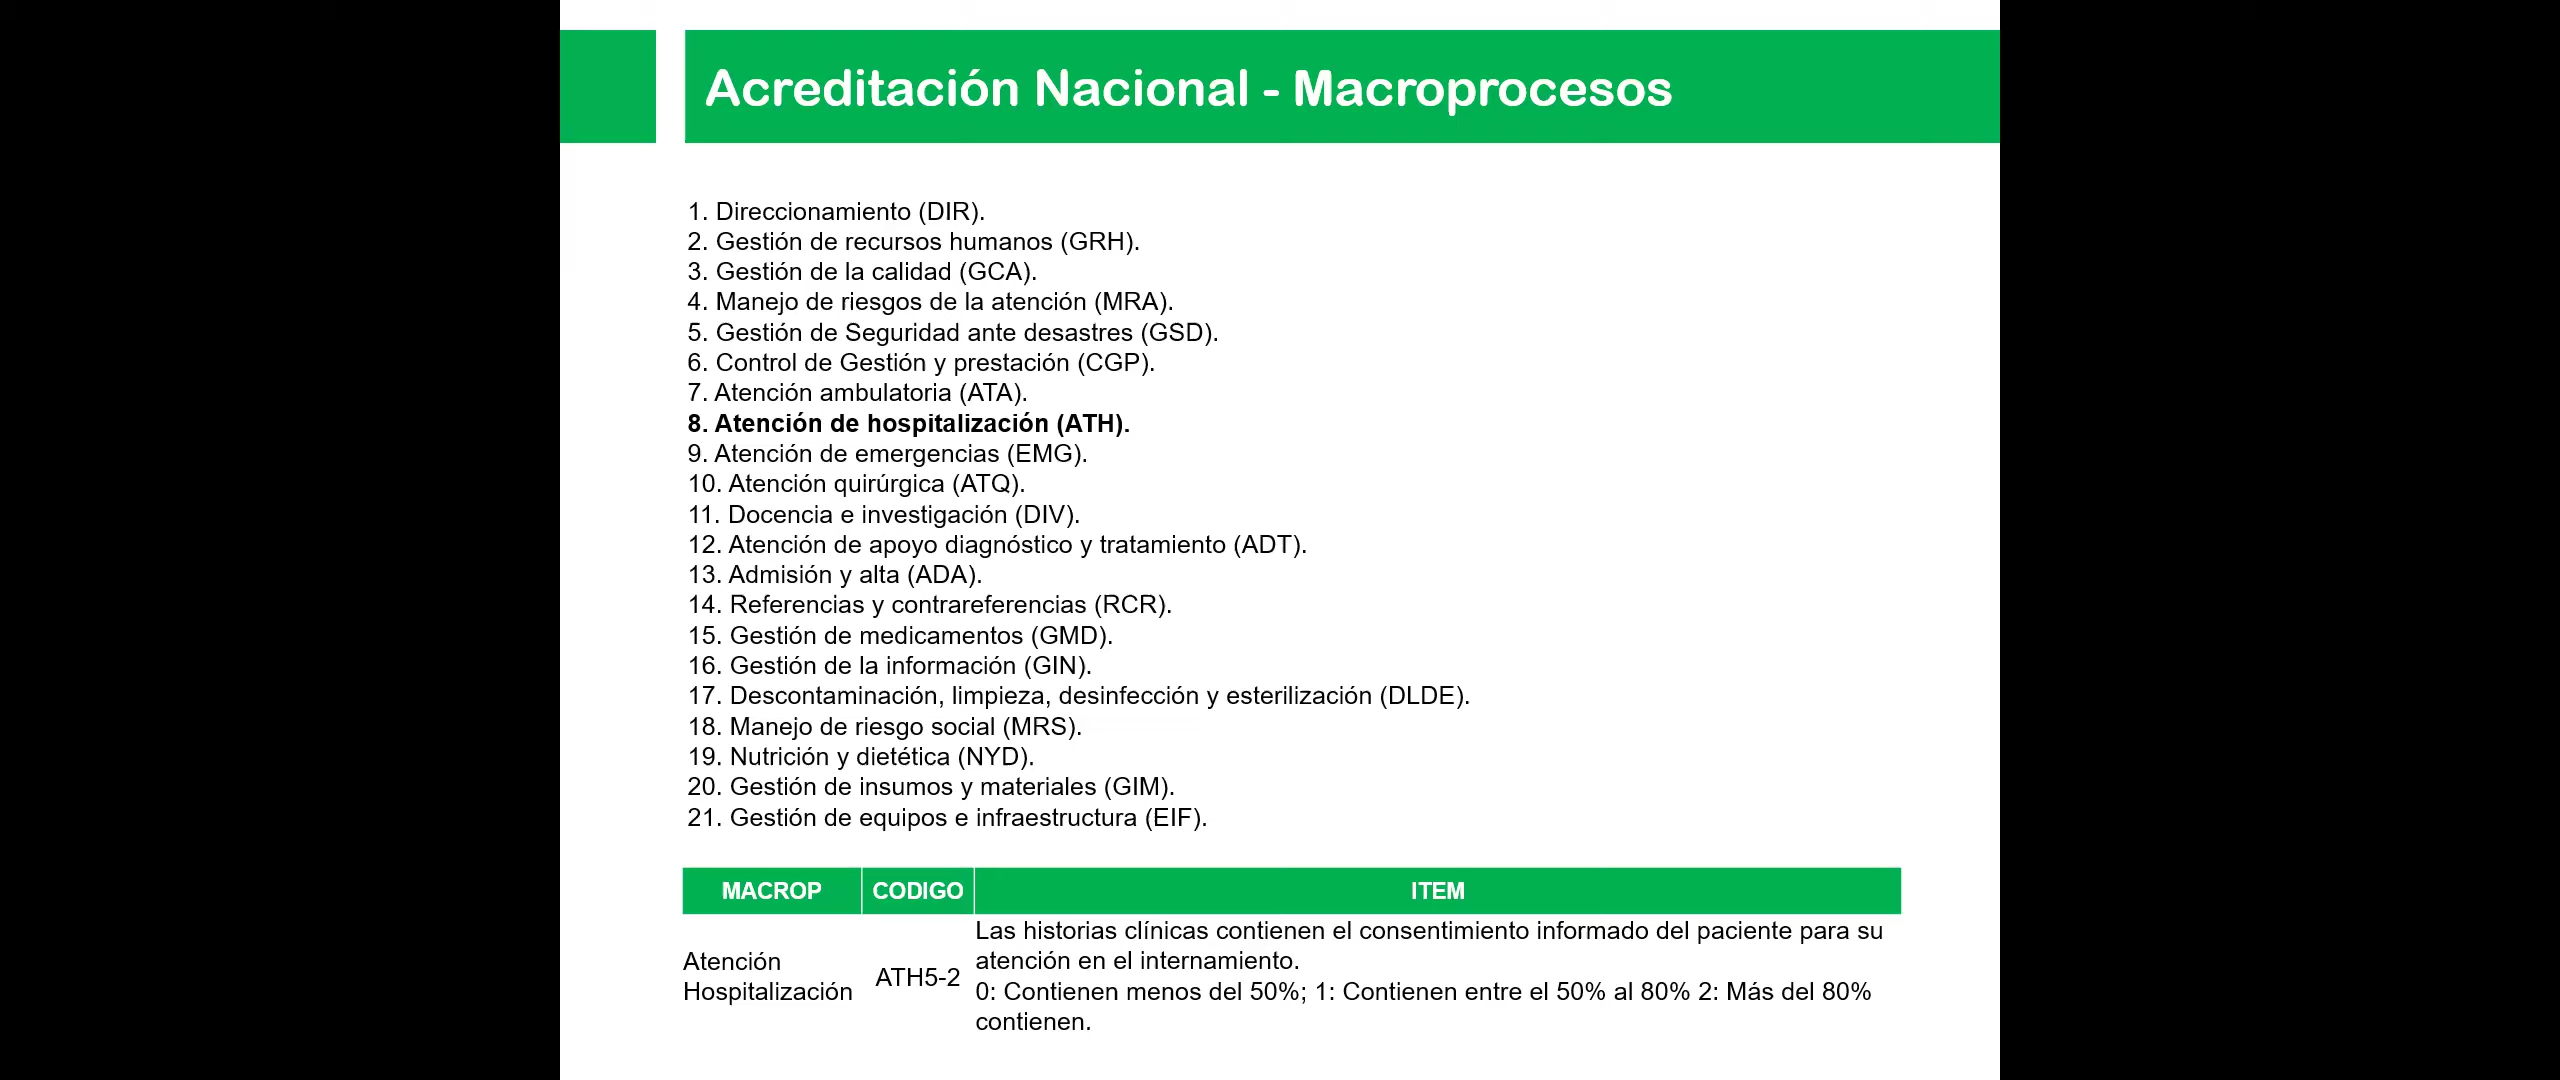 Acreditación Nacional - Macroprocesos
1. Direccionamiento (DIR).
2. Gestión de recursos humanos (GRH).
3. Gestión de la calidad (GCA).
4. Manejo de riesgos de la atención (MRA).
5. Gestión de Seguridad ante desastres (GSD).
6. Control de Gestión y prestación (CGP).
7. Atención ambulatoria (ATA).
8. Atención de hospitalización (ATH).
9. Atención de emergencias (EMG).
10. Atención quirúrgica (ATQ).
11. Docencia e investigación (DIV).
12. Atención de apoyo diagnóstico y tratamiento (ADT).
13. Admisión y alta (ADA).
14. Referencias y contrareferencias (RCR).
15. Gestión de medicamentos (GMD).
16. Gestión de la información (GIN).
17. Descontaminación, limpieza, desinfección y esterilización (DLDE).
18. Manejo de riesgo social (MRS).
19. Nutrición y dietética (NYD).
20. Gestión de insumos y materiales (GIM).
21. Gestión de equipos e infraestructura (EIF).
MACROP CODIGO ITEM
Atención
Hospitalización
ATH5-2
Las historias clínicas contienen el consentimiento informado del paciente para su
atención en el internamiento.
0: Contienen menos del 50%; 1: Contienen entre el 50% al 80% 2: Más del 80%
contienen.